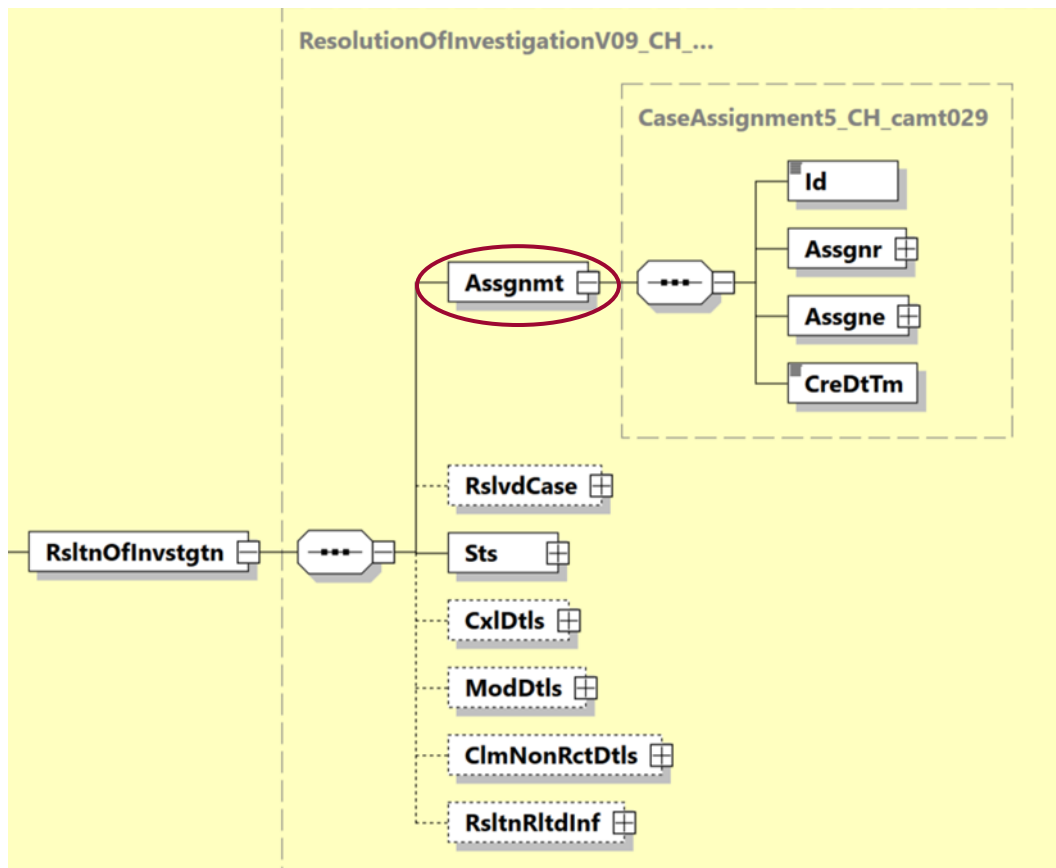 ResolutionOfInvestigationV09_CH_...
CaseAssignment5_CH_camt029
Id
Assgnr
Assgnmt
Assgne
CreDtTm
RslvdCase
RsltnOfInvstgtn
Sts
CxlDtls
ModDtls
ClmNonRctDtls
RsltnRltdInf